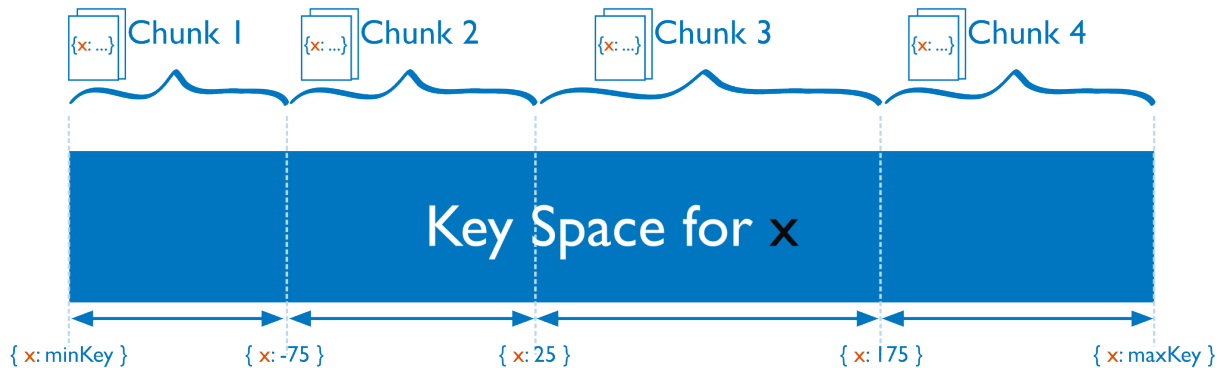 {x: ...} Chunk 1
{x: ...} Chunk 2
{x: ...} Chunk 3
{x: ...} Chunk 4
Key Space for x
{ x: minKey }
{ x: -75 }
{ x: 25 }
{ x: 175 }
{ x: maxKey }